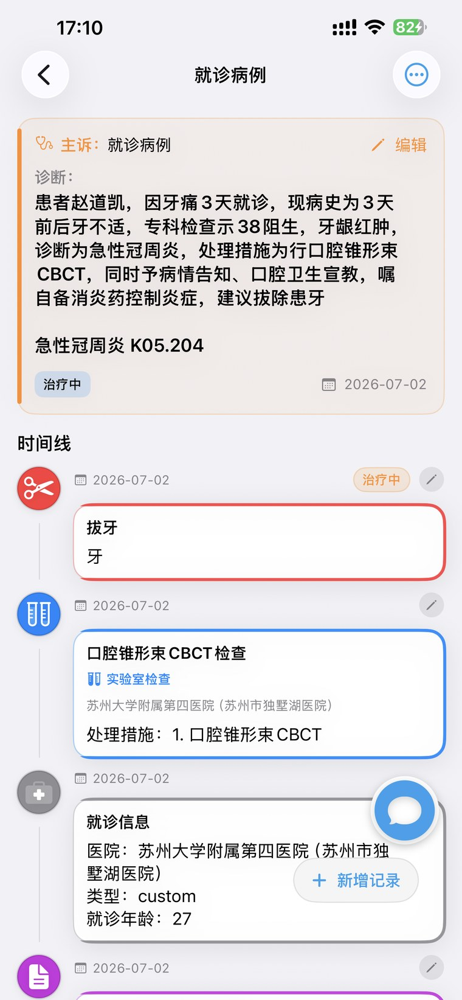 17:10
82
就诊病例
主诉：就诊病例
编辑
诊断：
患者赵道凯，因牙痛3天就诊，现病史为3天
前后牙不适，专科检查示38阻生，牙龈红肿，
诊断为急性冠周炎，处理措施为行口腔锥形束
CBCT，同时予病情告知、口腔卫生宣教，嘱
自备消炎药控制炎症，建议拔除患牙
急性冠周炎 K05.204
治疗中
2026-07-02
时间线
2026-07-02
治疗中
拔牙
牙
2026-07-02
口腔锥形束CBCT检查
实验室检查
苏州大学附属第四医院（苏州市独墅湖医院）
处理措施：1. 口腔锥形束CBCT
2026-07-02
就诊信息
医院：苏州大学附属第四医院（苏州市独
墅湖医院）
类型：custom
就诊年龄：27
+ 新增记录
2026-07-02